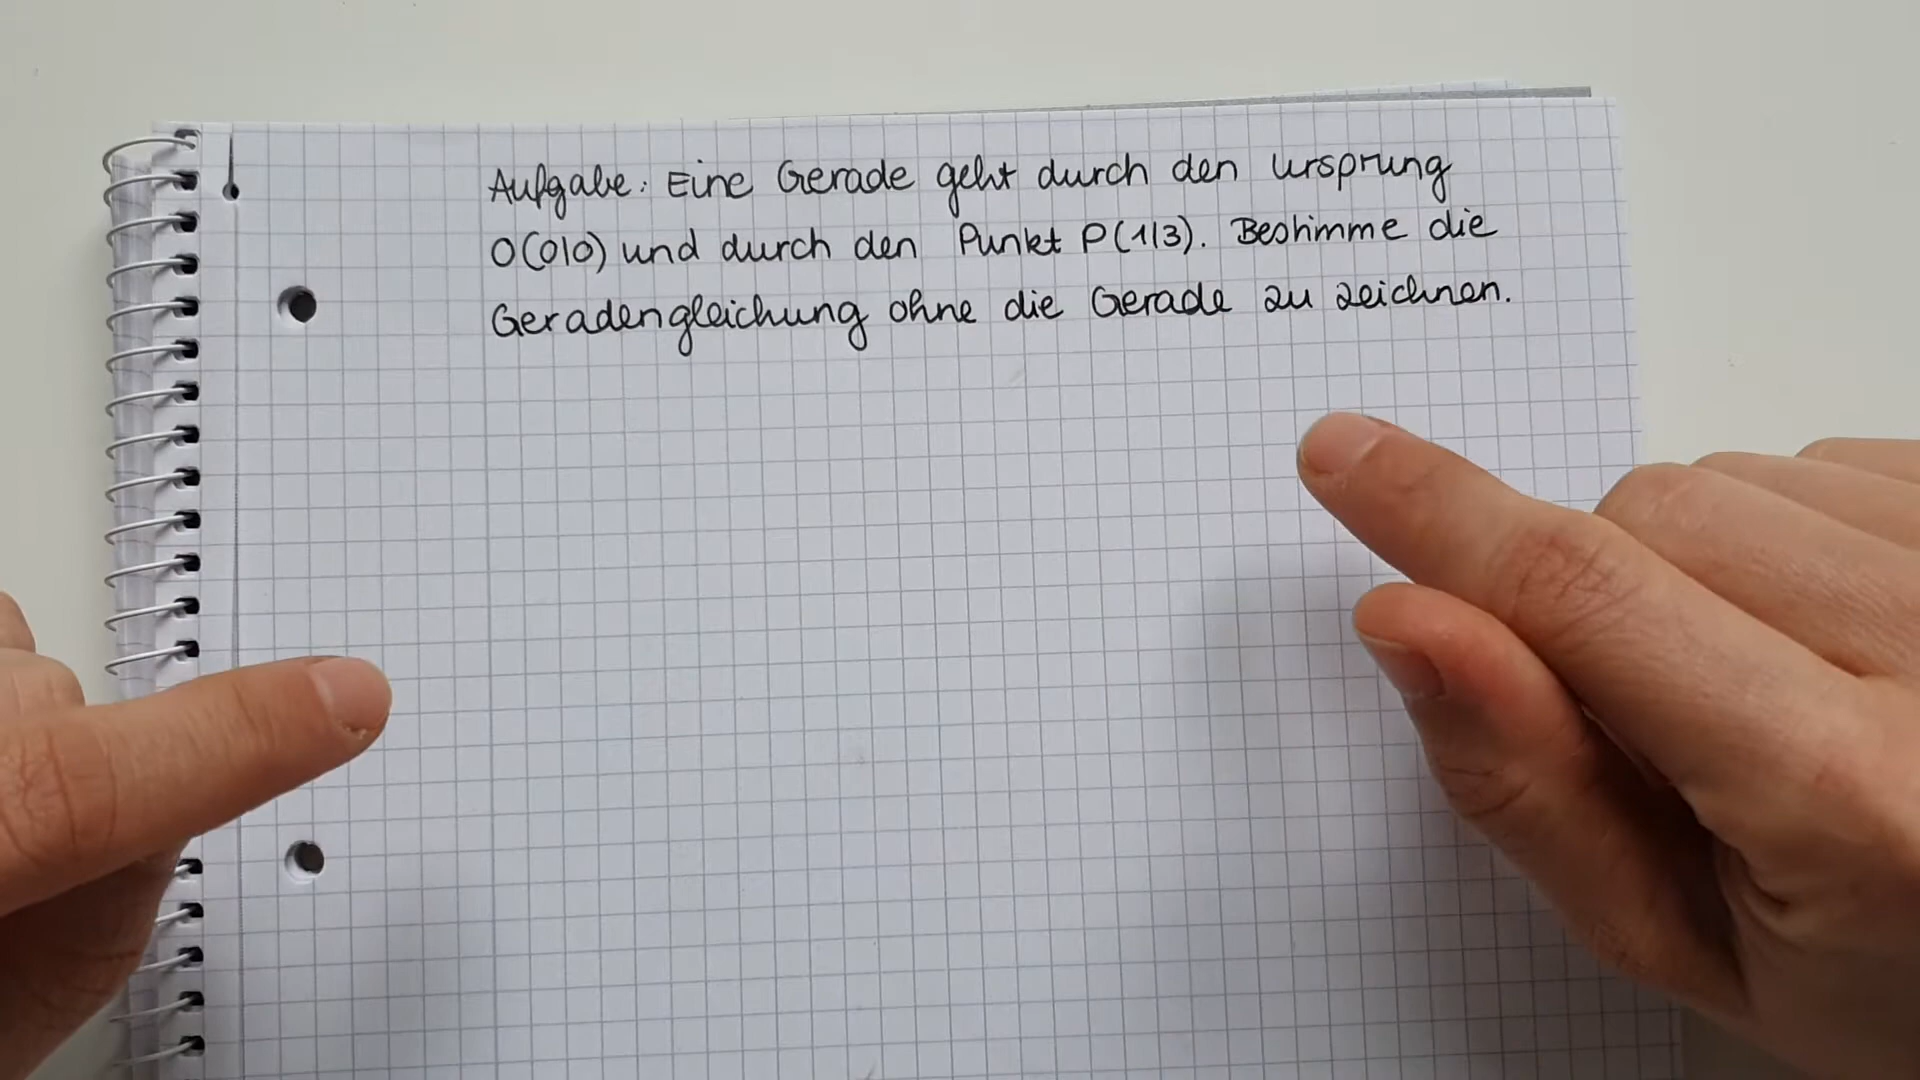 Aufgabe: Eine Gerade geht durch den Ursprung
O(0|0) und durch den Punkt P(1|3). Bestimme die
Geradengleichung ohne die Gerade zu zeichnen.